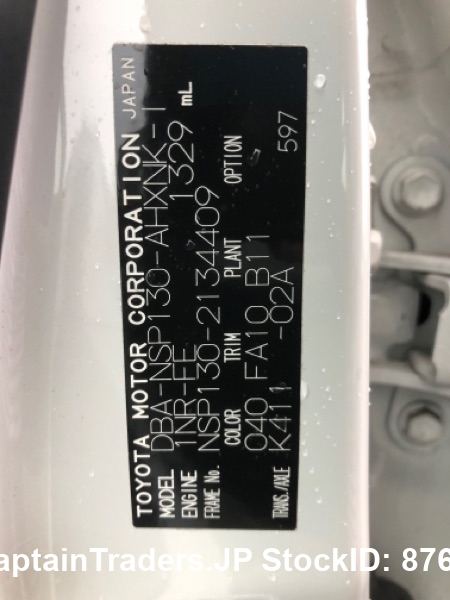 TOYOTA MOTOR CORPORATION JAPAN
MODEL DBA-NSP130-AHXNK-1
ENGINE 1NR-FE 1329 mL
FRAME No. NSP130-2134409
COLOR TRIM PLANT OPTION
040 FA10 B11 597
TRANS./AXLE K411 -02A
aptainTraders.JP StockID: 876